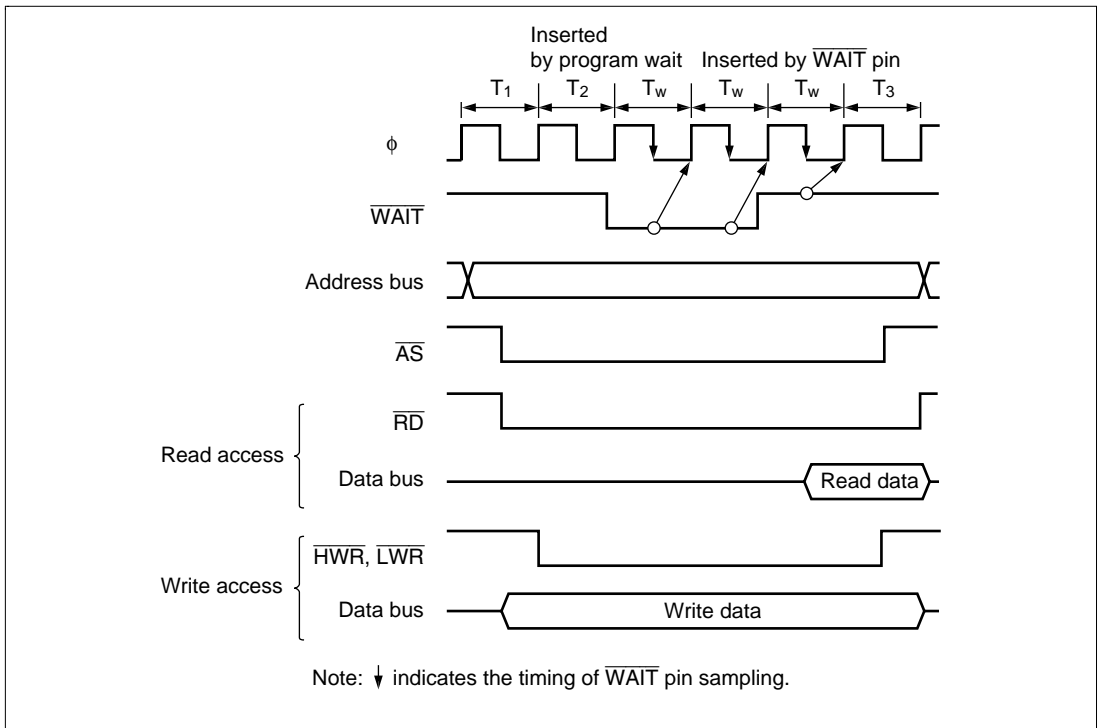 Inserted
by program wait Inserted by WAIT pin
T1 T2 Tw Tw Tw T3
ϕ
WAIT
Address bus
AS
Read access
RD
Data bus Read data
Write access
HWR, LWR
Data bus Write data
Note: ↓ indicates the timing of WAIT pin sampling.